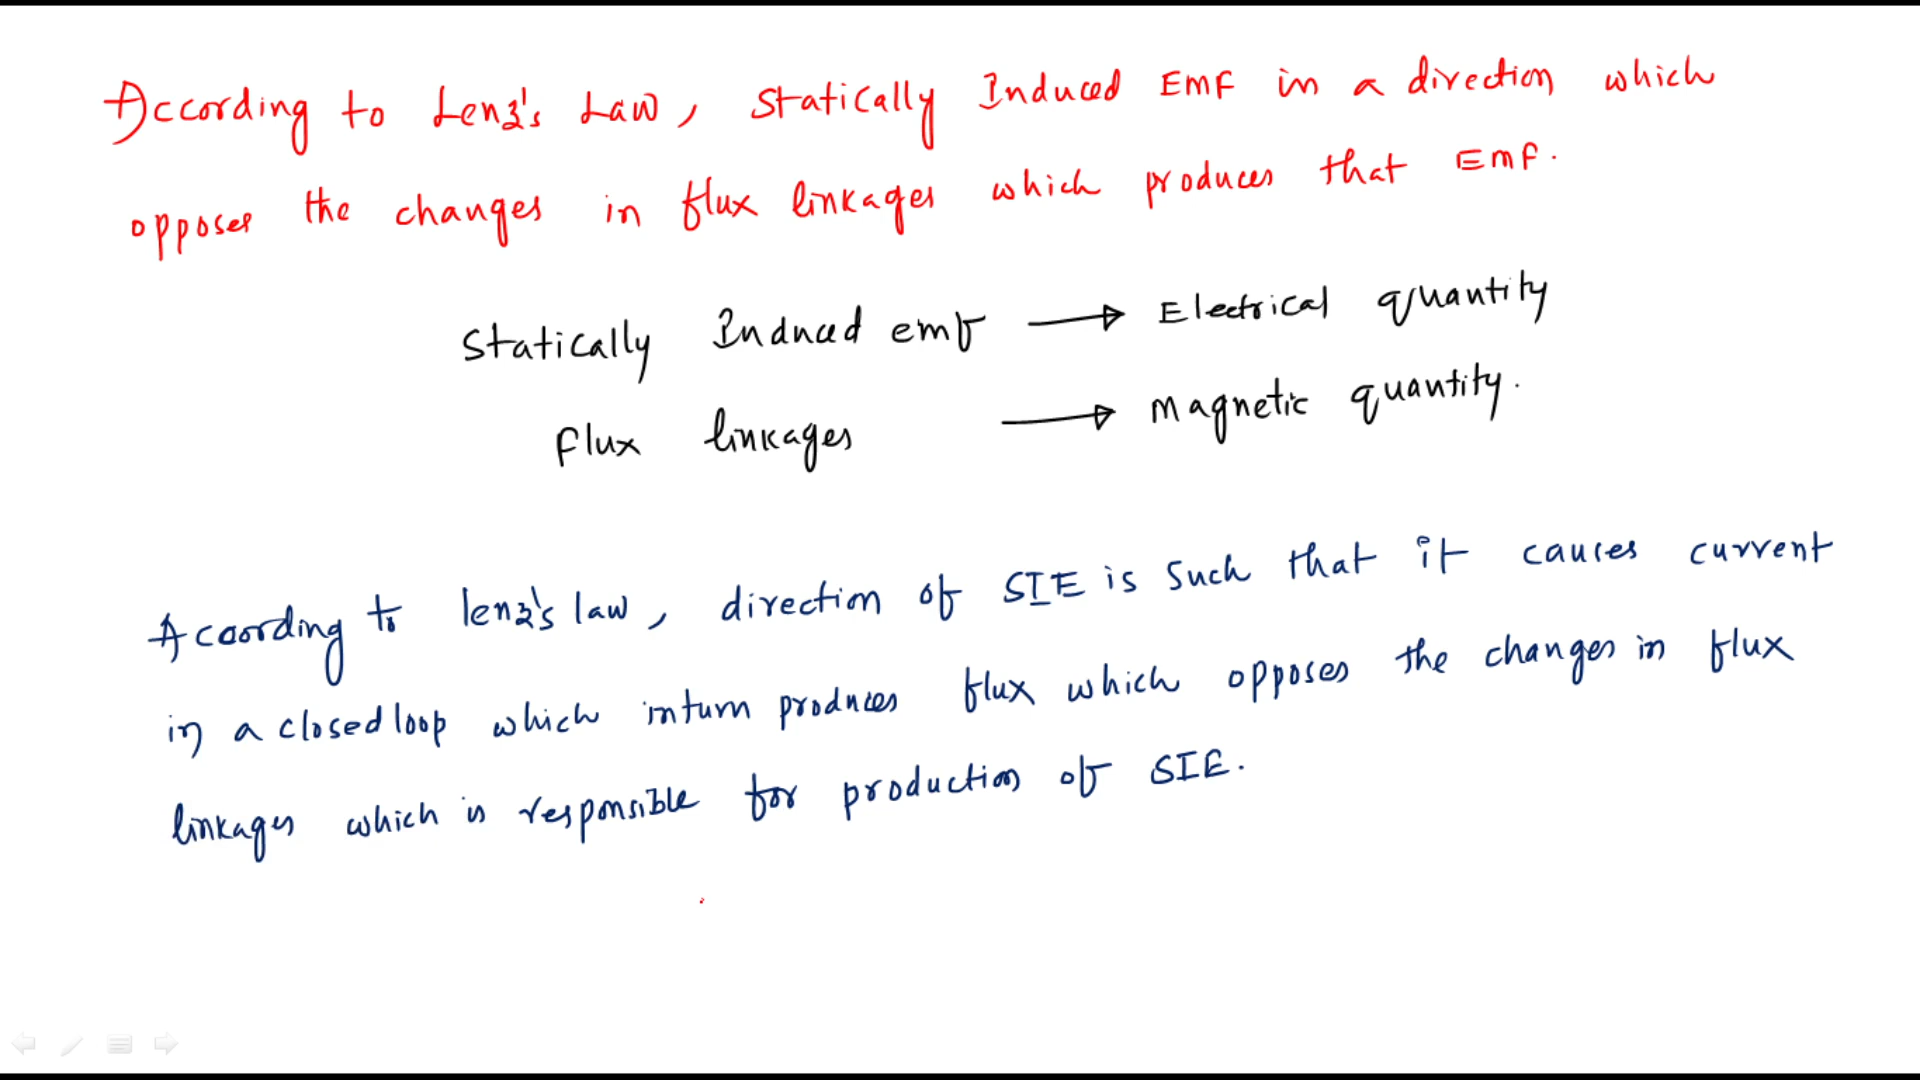 According to Lenz's Law, Statically Induced EMF in a direction which
opposes the changes in flux linkages which produces that EMF.
Statically Induced emf → Electrical quantity
Flux linkages → Magnetic quantity.
According to lenz's law, direction of SIE is such that it causes current
in a closed loop which inturn produces flux which opposes the changes in flux
linkages which is responsible for production of SIE.